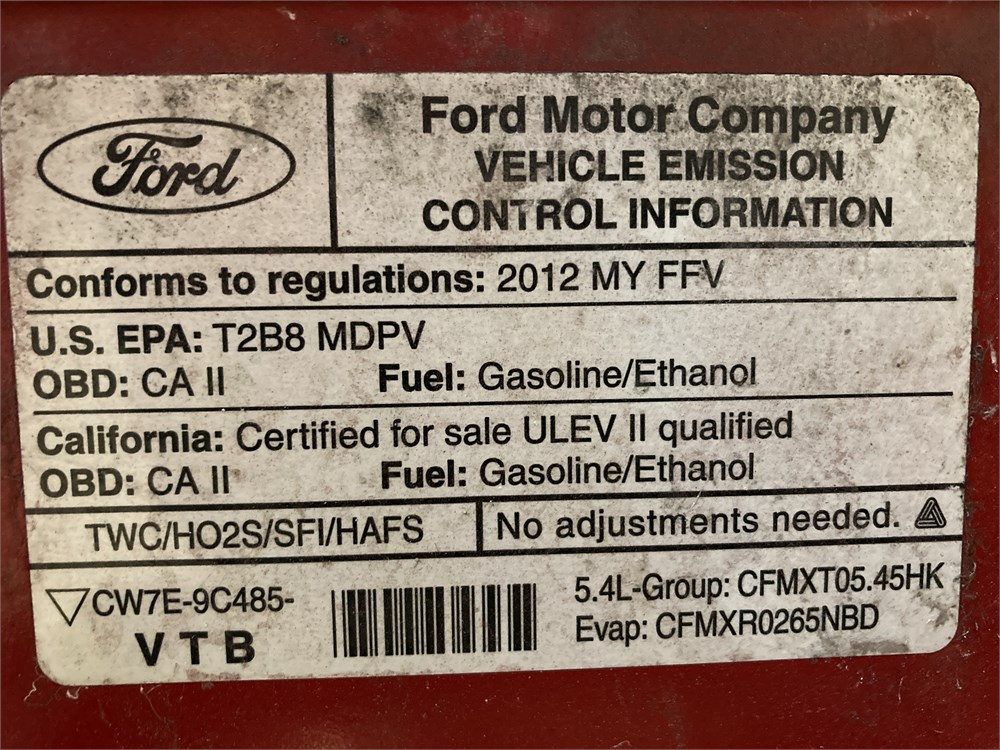 Ford
Ford Motor Company
VEHICLE EMISSION
CONTROL INFORMATION
Conforms to regulations: 2012 MY FFV
U.S. EPA: T2B8 MDPV
OBD: CA II Fuel: Gasoline/Ethanol
California: Certified for sale ULEV II qualified
OBD: CA II Fuel: Gasoline/Ethanol
TWC/HO2S/SFI/HAFS No adjustments needed.
CW7E-9C485-
VTB
5.4L-Group: CFMXT05.45HK
Evap: CFMXR0265NBD